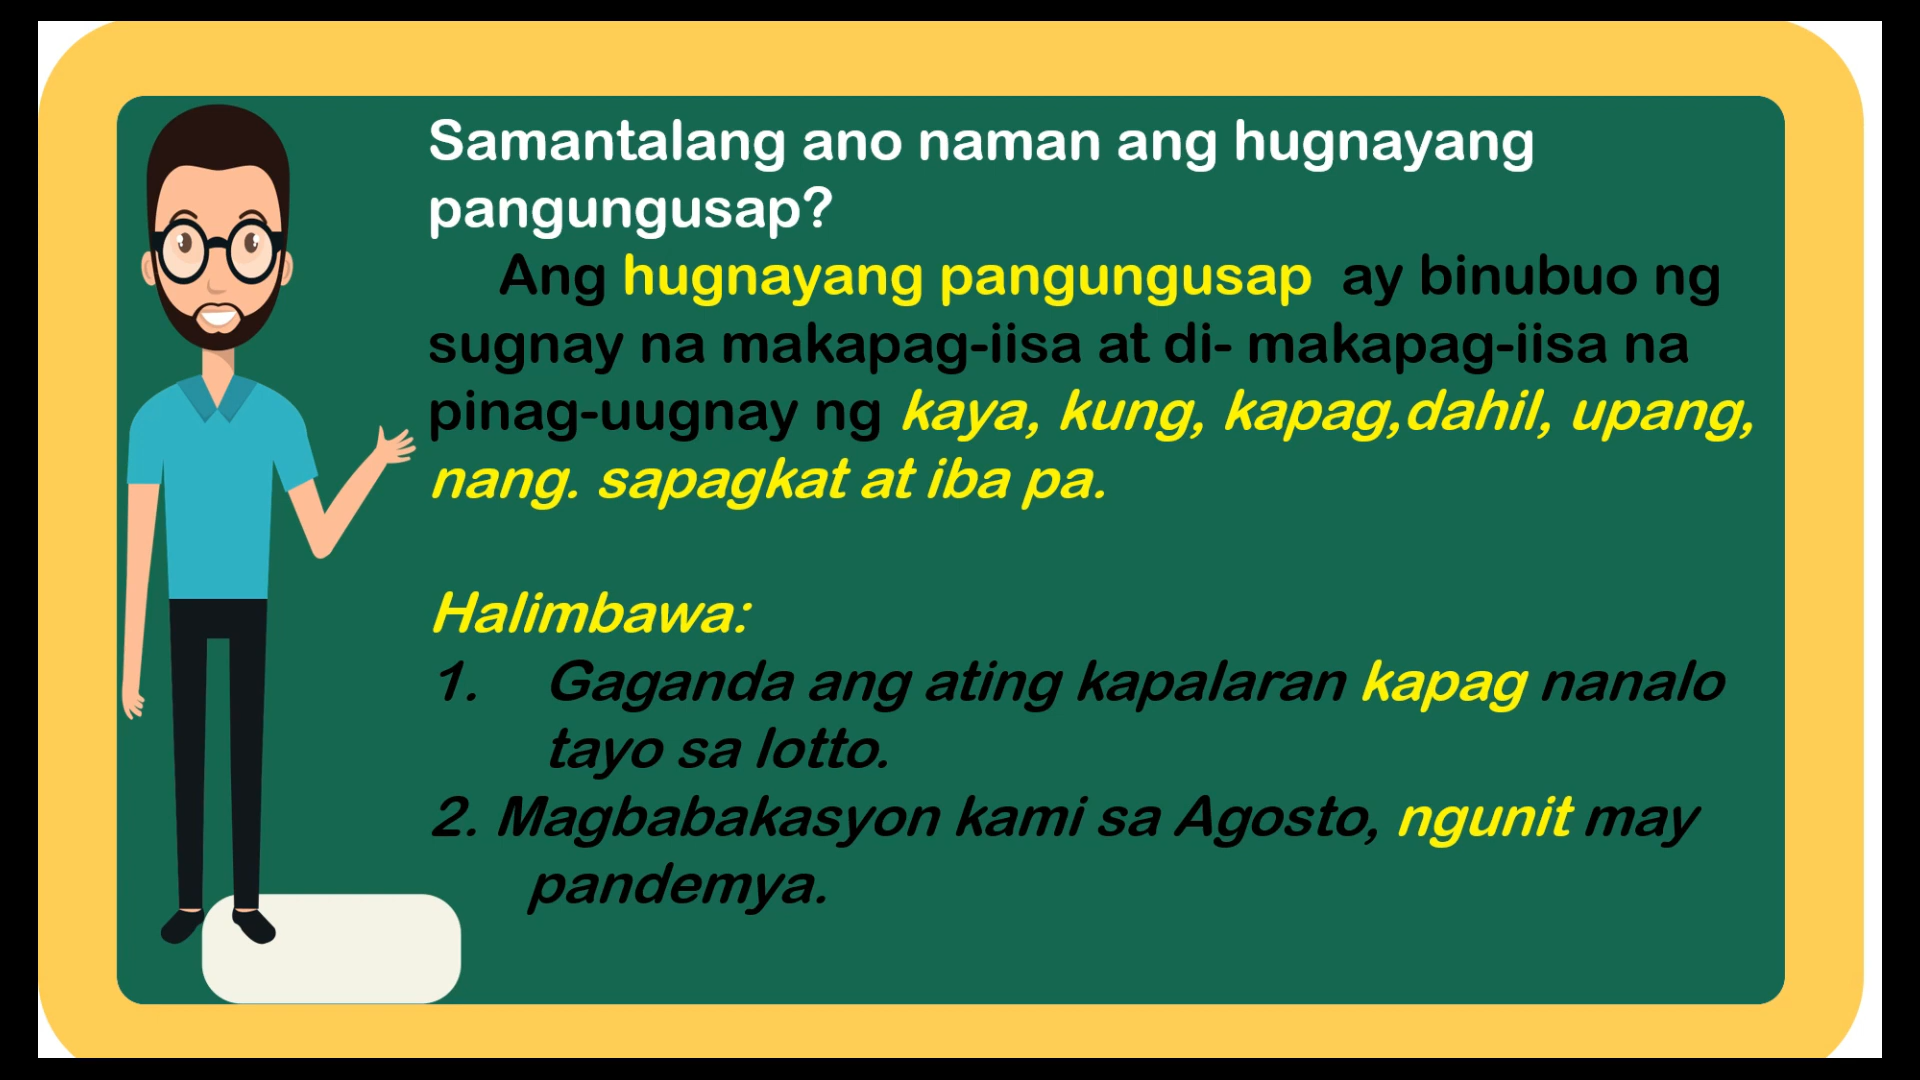 Samantalang ano naman ang hugnayang
pangungusap?
Ang hugnayang pangungusap ay binubuo ng
sugnay na makapag-iisa at di- makapag-iisa na
pinag-uugnay ng kaya, kung, kapag,dahil, upang,
nang. sapagkat at iba pa.
Halimbawa:
1. Gaganda ang ating kapalaran kapag nanalo
tayo sa lotto.
2. Magbabakasyon kami sa Agosto, ngunit may
pandemya.